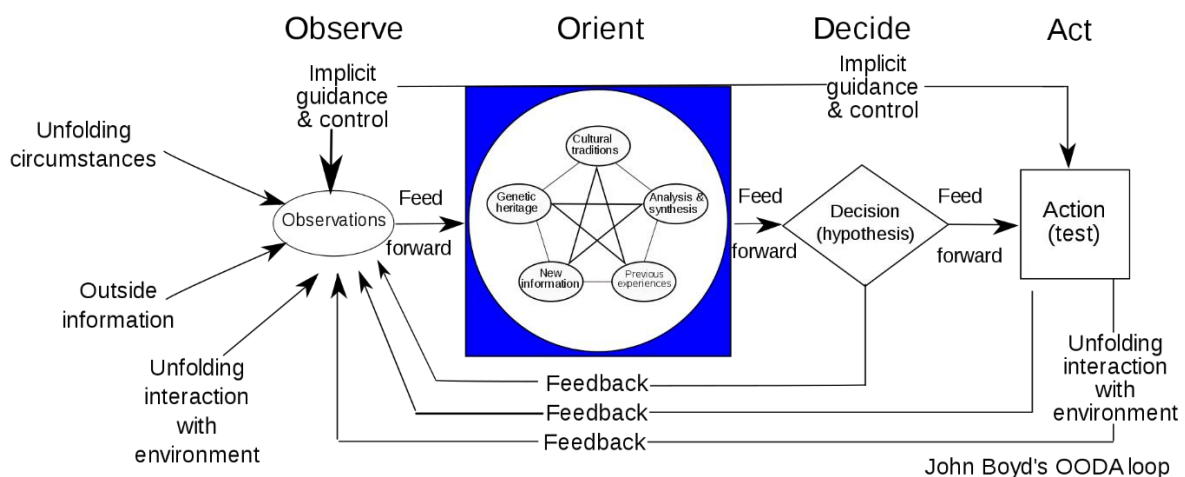 Observe
Orient
Decide
Act
Implicit
guidance
& control
Implicit
guidance
& control
Unfolding
circumstances
Observations
Outside
information
Unfolding
interaction
with
environment
Feed
forward
Cultural
traditions
Genetic
heritage
Analysis &
synthesis
New
information
Previous
experiences
Feed
forward
Decision
(hypothesis)
Feed
forward
Action
(test)
Feedback
Feedback
Feedback
Unfolding
interaction
with
environment
John Boyd's OODA loop